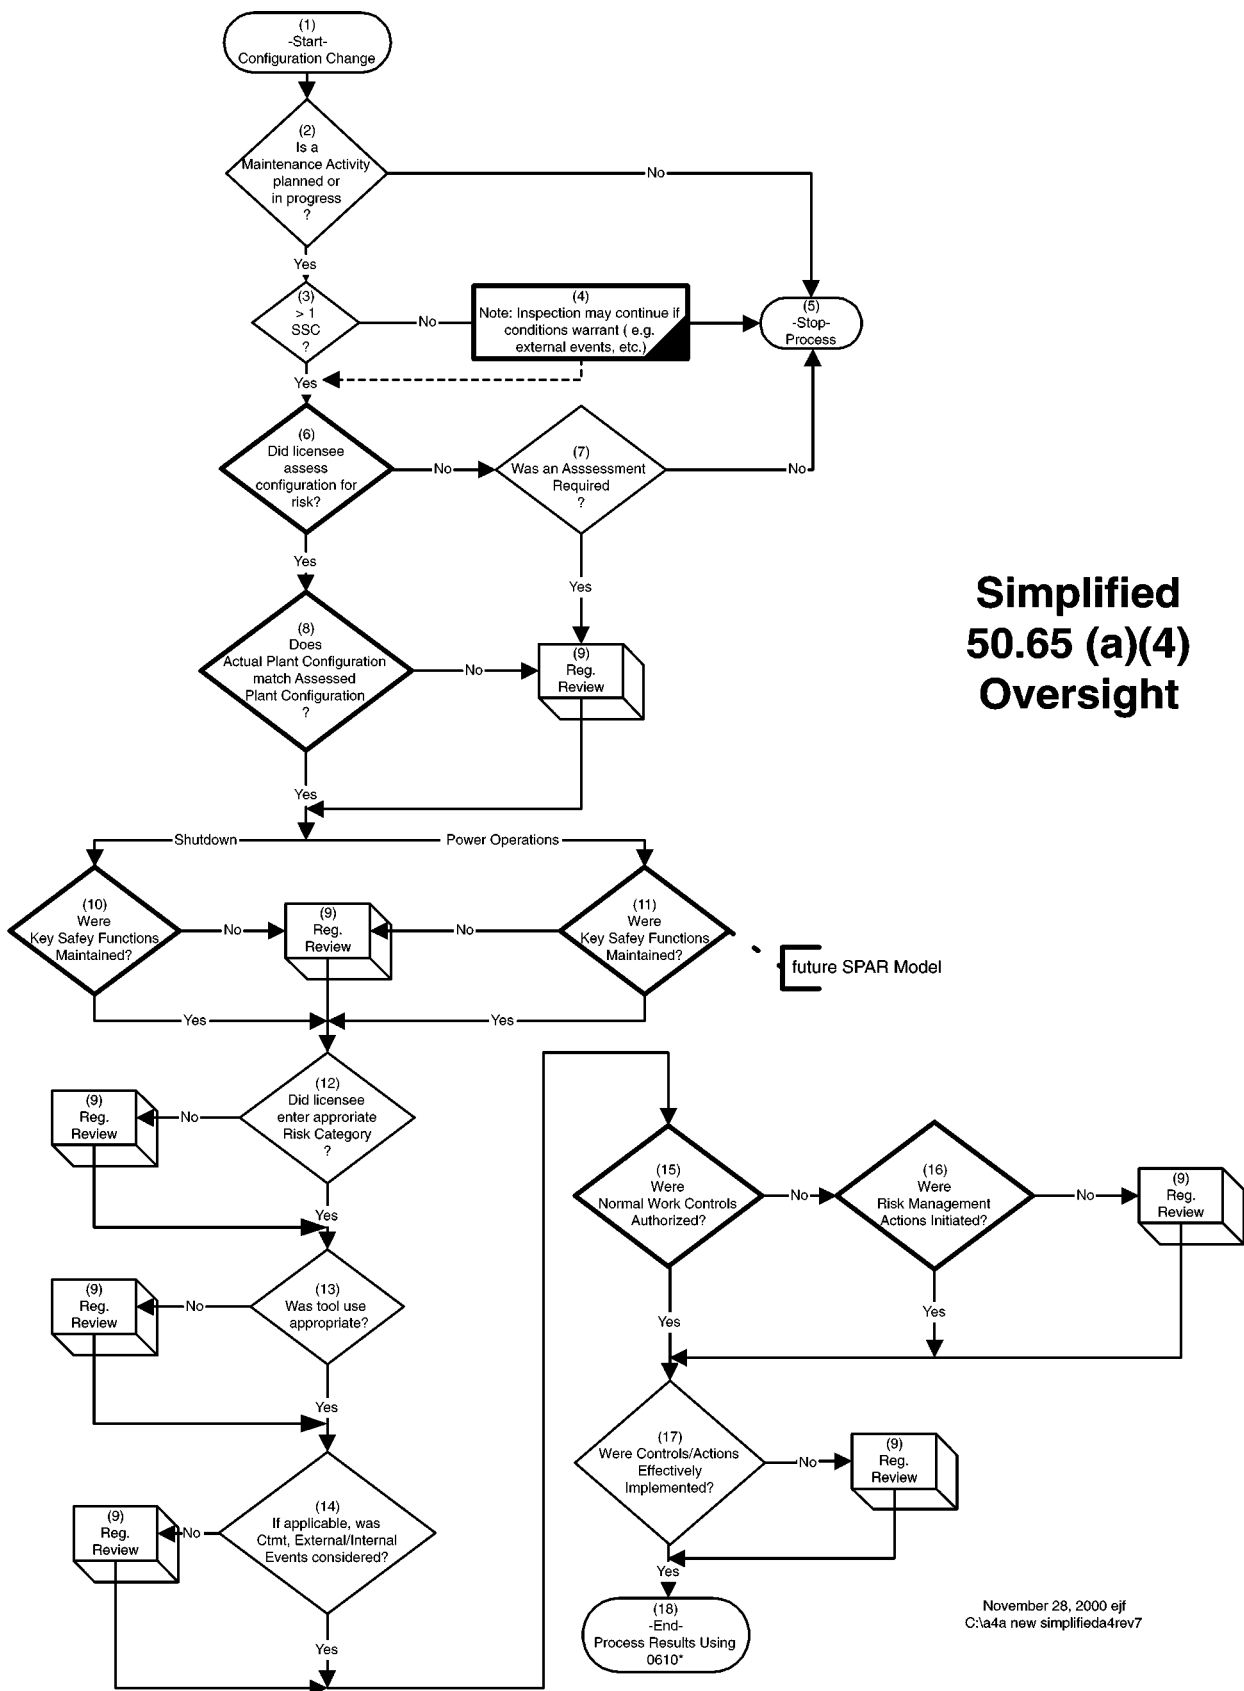 (1)
-Start-
Configuration Change
(2)
Is a
Maintenance Activity
planned or
in progress
?
No
Yes
(3)
> 1
SSC
?
No
(4)
Note: Inspection may continue if
conditions warrant ( e.g.
external events, etc.)
(5)
-Stop-
Process
Yes
(6)
Did licensee
assess
configuration for
risk?
No
(7)
Was an Asssessment
Required
?
No
Yes
Yes
Simplified
50.65 (a)(4)
Oversight
(8)
Does
Actual Plant Configuration
match Assessed
Plant Configuration
?
No
(9)
Reg.
Review
Yes
Shutdown
Power Operations
(10)
Were
Key Safey Functions
Maintained?
No
(9)
Reg.
Review
No
(11)
Were
Key Safey Functions
Maintained?
future SPAR Model
Yes
Yes
(12)
Did licensee
enter approriate
Risk Category
?
No
(9)
Reg.
Review
Yes
(13)
Was tool use
appropriate?
No
(9)
Reg.
Review
Yes
(14)
If applicable, was
Ctmt, External/Internal
Events considered?
No
(9)
Reg.
Review
Yes
(15)
Were
Normal Work Controls
Authorized?
No
(16)
Were
Risk Management
Actions Initiated?
No
(9)
Reg.
Review
Yes
Yes
(17)
Were Controls/Actions
Effectively
Implemented?
No
(9)
Reg.
Review
Yes
(18)
-End-
Process Results Using
0610*
November 28, 2000 ejf
C:\a4a new simplifieda4rev7